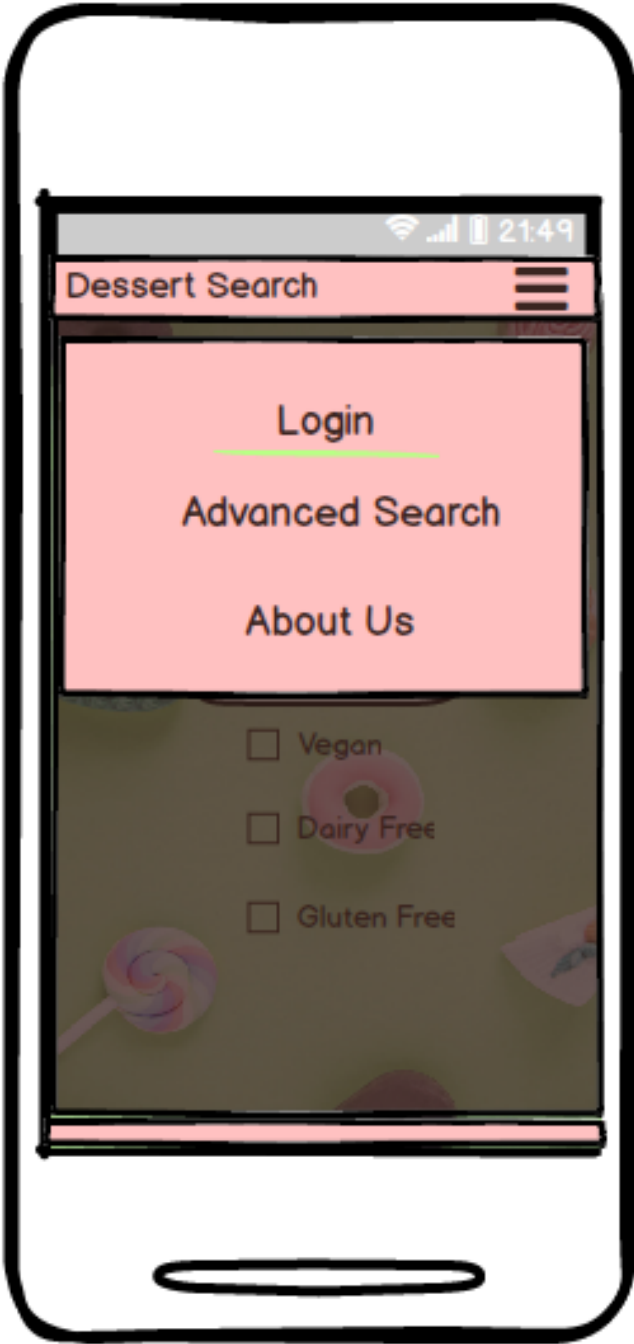 21:49
Dessert Search
Login
Advanced Search
About Us
Vegan
Dairy Free
Gluten Free